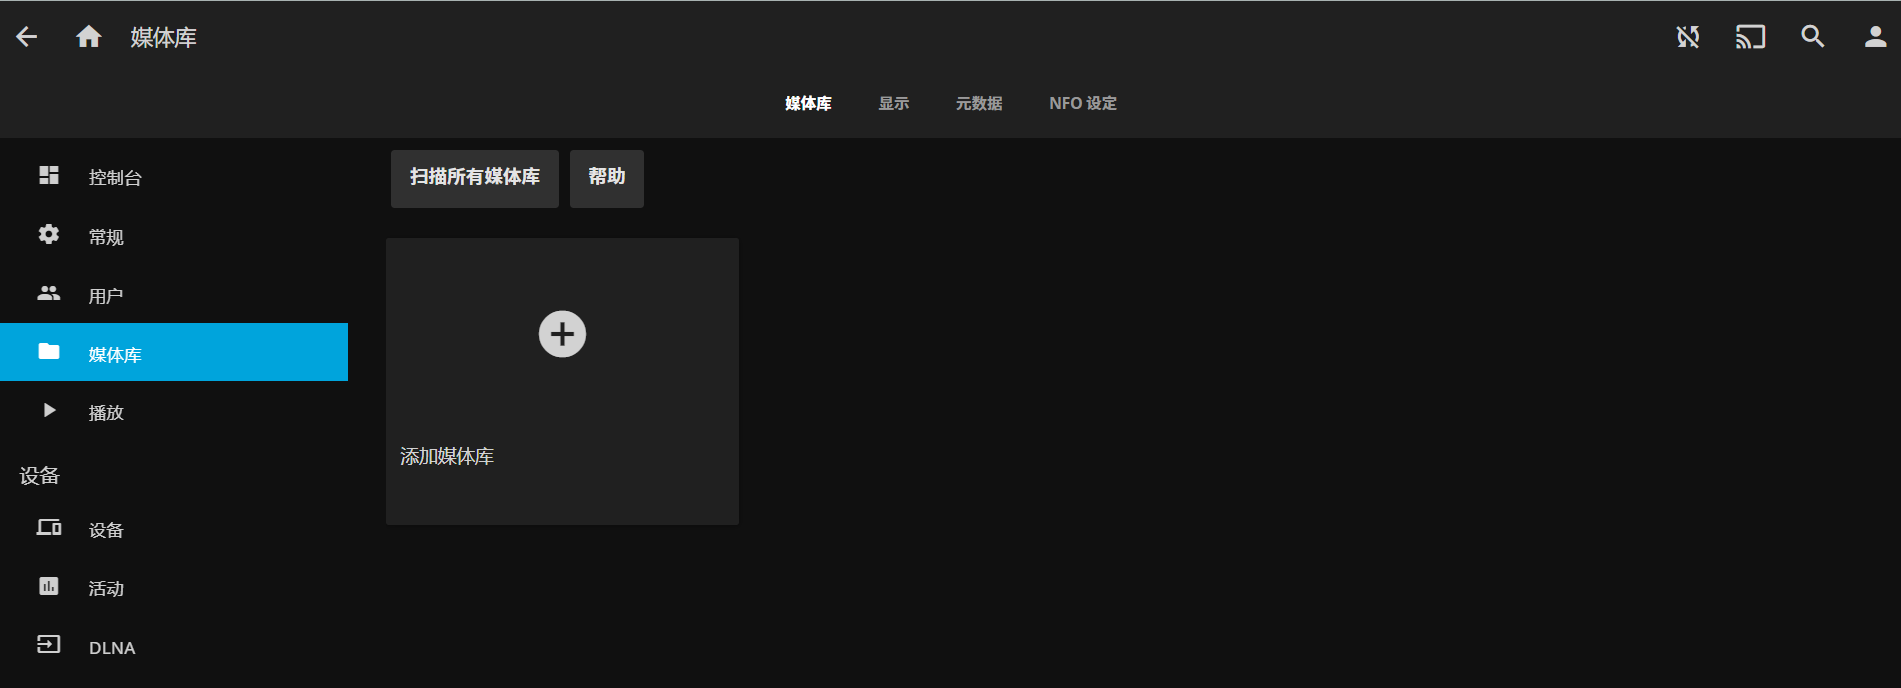 媒体库
媒体库
显示
元数据
NFO 设定
控制台
常规
用户
媒体库
播放
设备
设备
活动
DLNA
扫描所有媒体库
帮助
添加媒体库